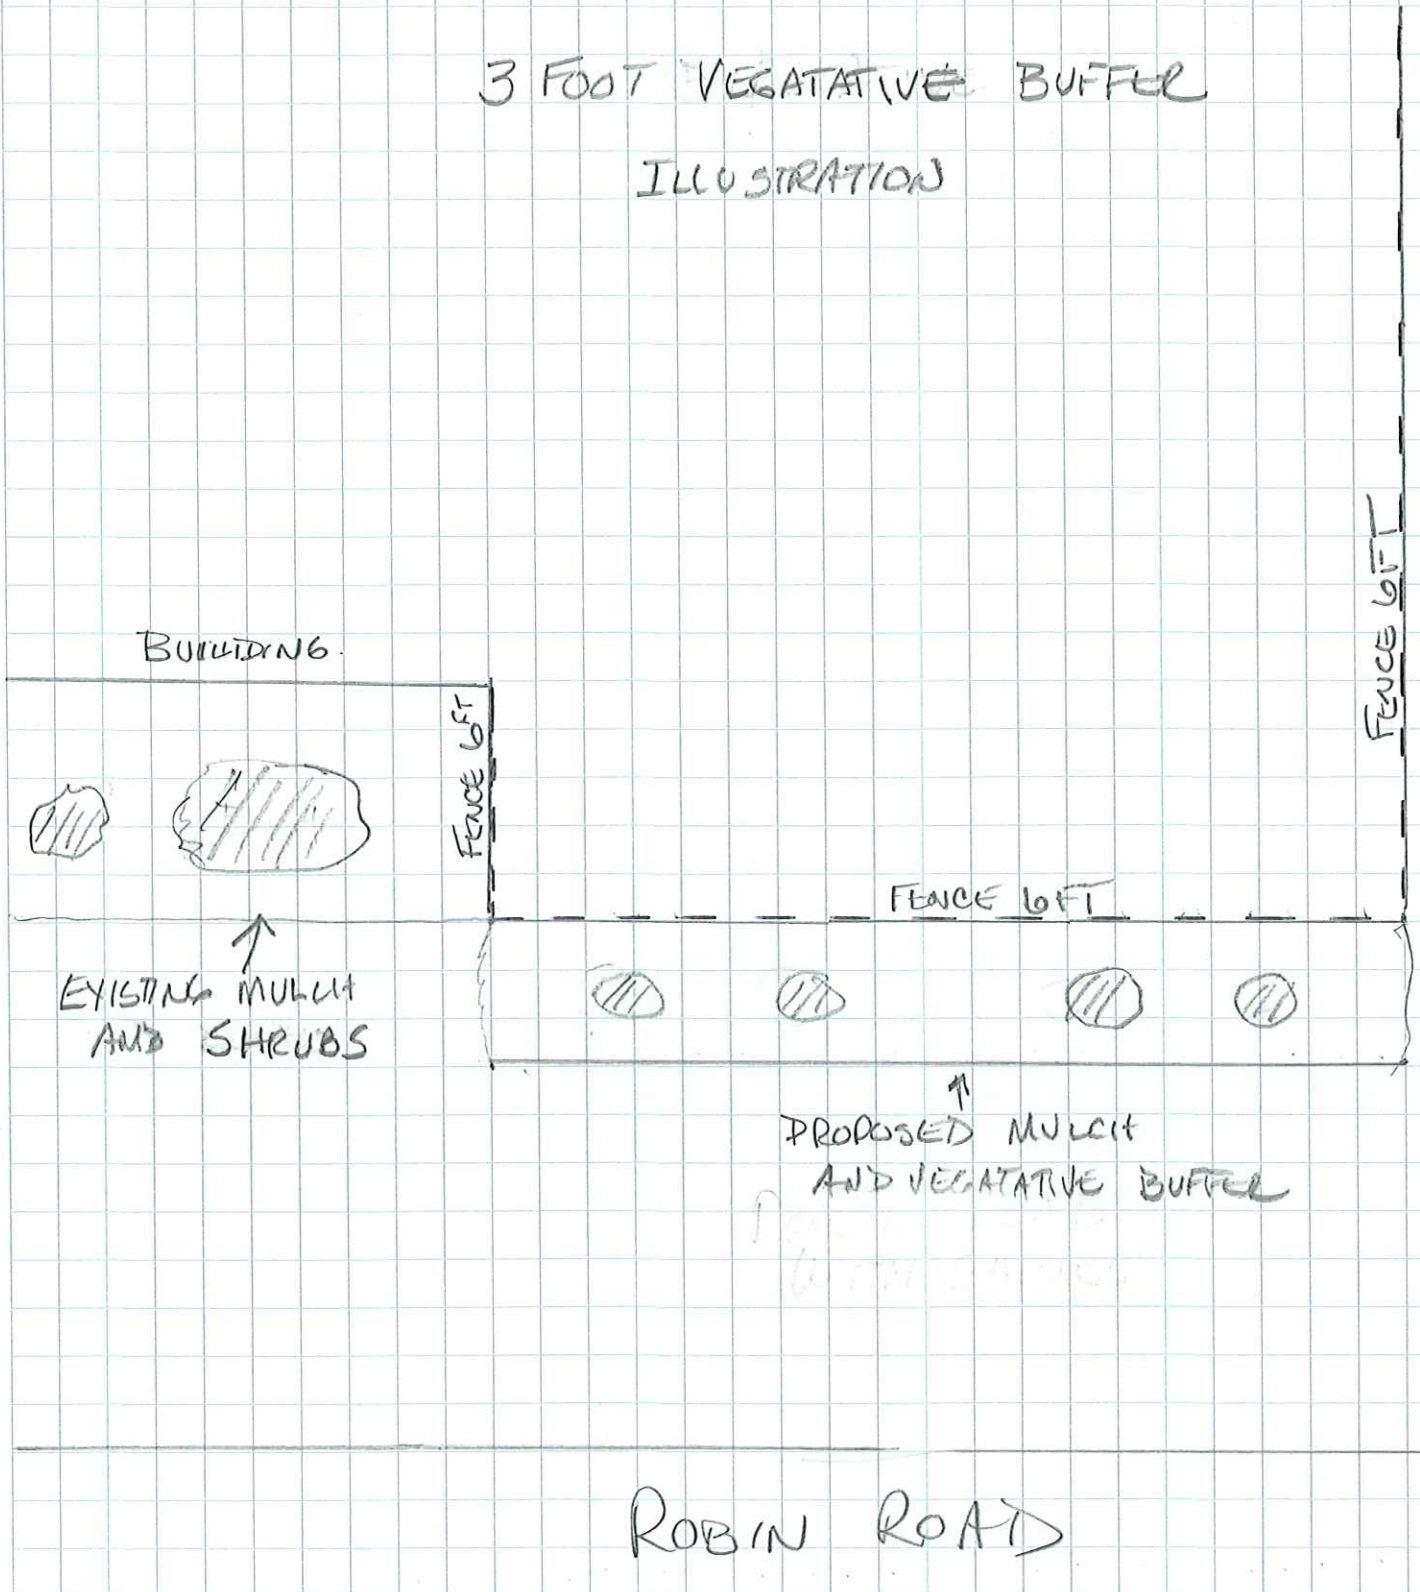 3 FOOT VEGATATIVE BUFFER
ILLUSTRATION
FENCE 6FT
BUILIDING.
FENCE 6FT
FENCE 6FT
EXISTING MULCH
AND SHRUBS
PROPOSED MULCH
AND VEGATATIVE BUFFER
ROBIN ROAD